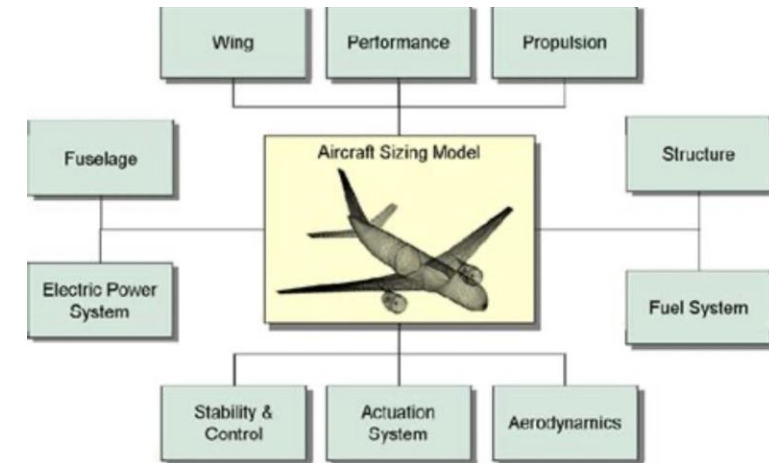 Wing
Performance
Propulsion
Fuselage
Aircraft Sizing Model
Structure
Electric Power
System
Fuel System
Stability &
Control
Actuation
System
Aerodynamics